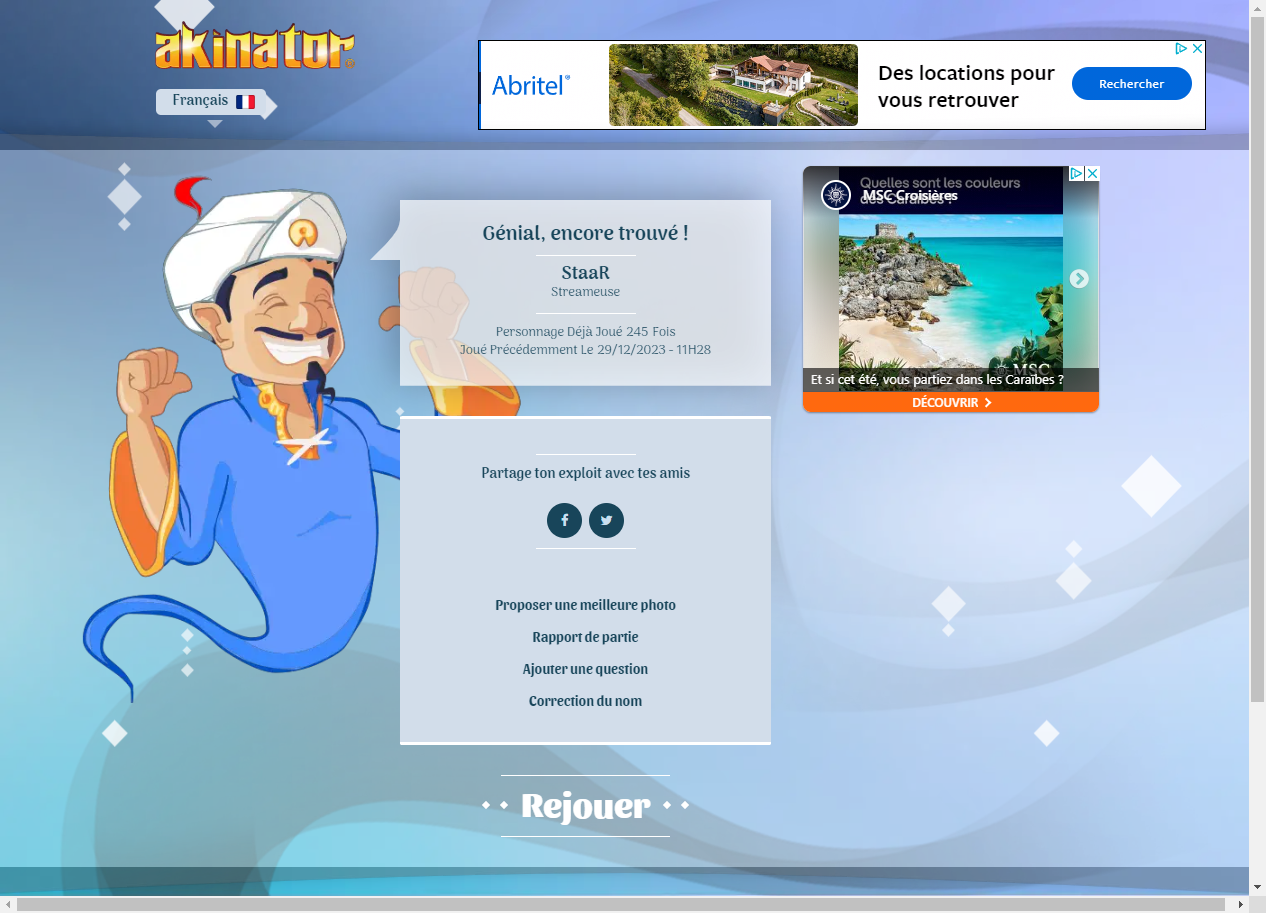 akinator
Français
Abritel®
Des locations pour
vous retrouver
Rechercher
Génial, encore trouvé !
StaaR
Streameuse
Personnage Déjà Joué 245 Fois
Joué Précédemment Le 29/12/2023 - 11H28
Quelles sont les couleurs
des Caraïbes ?
MSC Croisières
MSC
Et si cet été, vous partiez dans les Caraïbes ?
DÉCOUVRIR
Partage ton exploit avec tes amis
Proposer une meilleure photo
Rapport de partie
Ajouter une question
Correction du nom
Rejouer